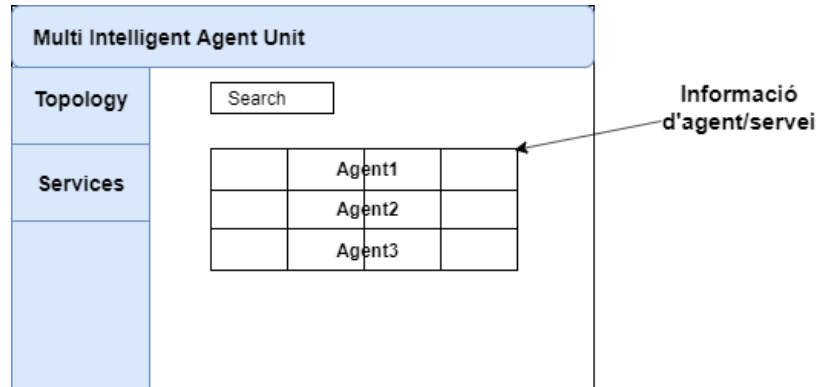 Multi Intelligent Agent Unit
Topology
Search
Informació
d'agent/servei
Services
Agent1
Agent2
Agent3